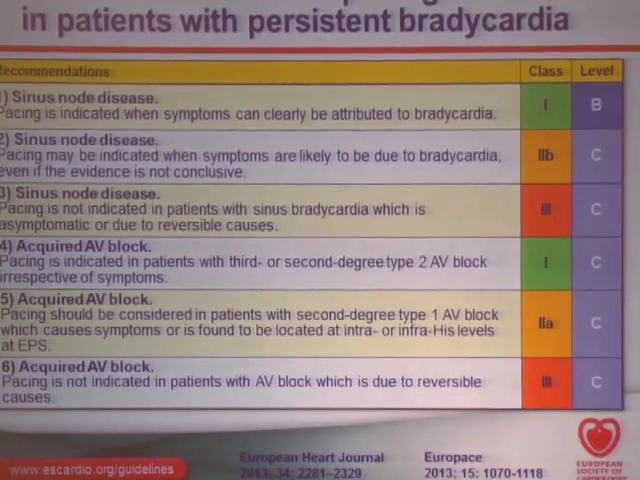 in patients with persistent bradycardia
Recommendations Class Level
1) Sinus node disease.
Pacing is indicated when symptoms can clearly be attributed to bradycardia. I B
2) Sinus node disease.
Pacing may be indicated when symptoms are likely to be due to bradycardia,
even if the evidence is not conclusive. IIb C
3) Sinus node disease.
Pacing is not indicated in patients with sinus bradycardia which is
asymptomatic or due to reversible causes. III C
4) Acquired AV block.
Pacing is indicated in patients with third- or second-degree type 2 AV block
irrespective of symptoms. I C
5) Acquired AV block.
Pacing should be considered in patients with second-degree type 1 AV block
which causes symptoms or is found to be located at intra- or infra-His levels
at EPS. IIa C
6) Acquired AV block.
Pacing is not indicated in patients with AV block which is due to reversible
causes. III C
www.escardio.org/guidelines
European Heart Journal
2013; 34: 2281-2329
Europace
2013; 15: 1070-1118
EUROPEAN
SOCIETY OF
CARDIOLOGY